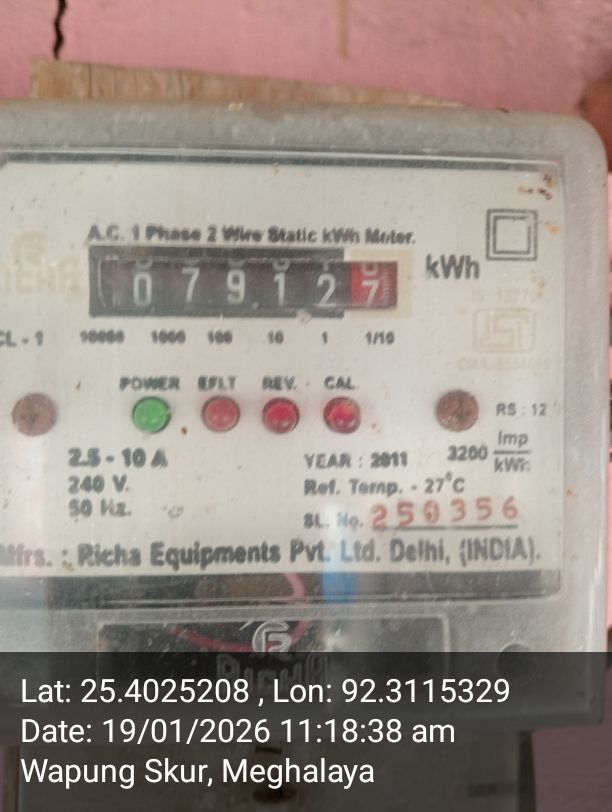 A.C. 1 Phase 2 Wire Static kWh Meter.
0 7 9 1 2 7 kWh
CL - 1 10000 1000 100 10 1 1/10
POWER EFLT REV. CAL.
RS : 12
2.5 - 10 A YEAR : 2011 3200 Imp/kWh
240 V. Ref. Temp. - 27°C
50 Hz. SL. No. 250356
Mfrs. : Richa Equipments Pvt. Ltd. Delhi, (INDIA).
RICHA
Lat: 25.4025208 , Lon: 92.3115329
Date: 19/01/2026 11:18:38 am
Wapung Skur, Meghalaya